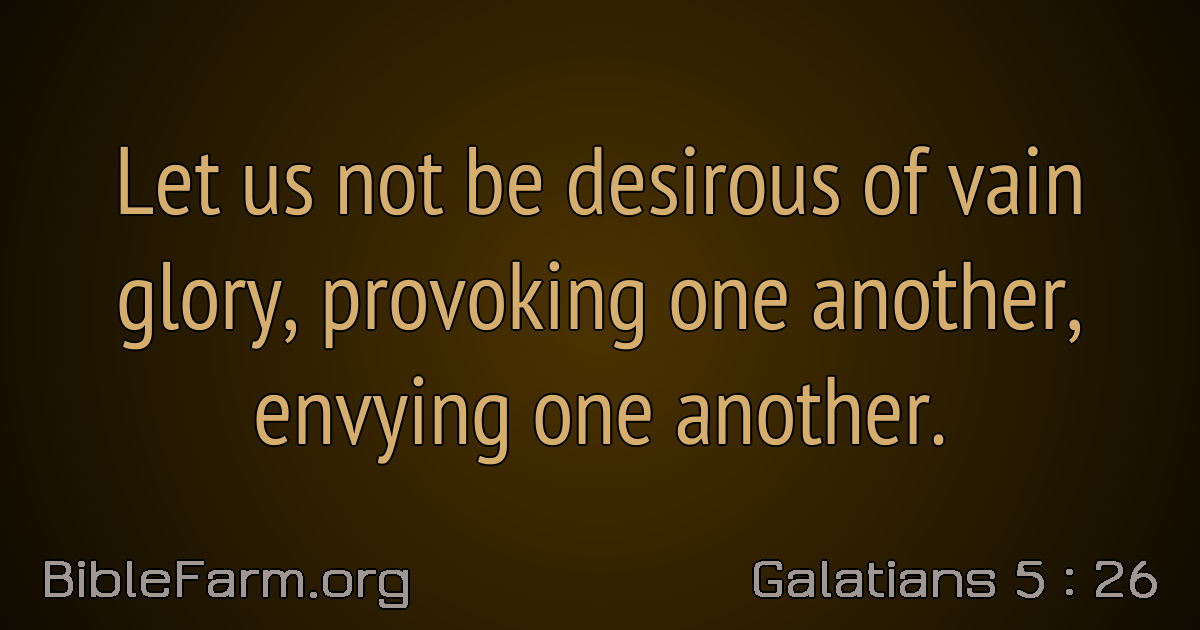 Let us not be desirous of vain
glory, provoking one another,
envying one another.
BibleFarm.org
Galatians 5 : 26